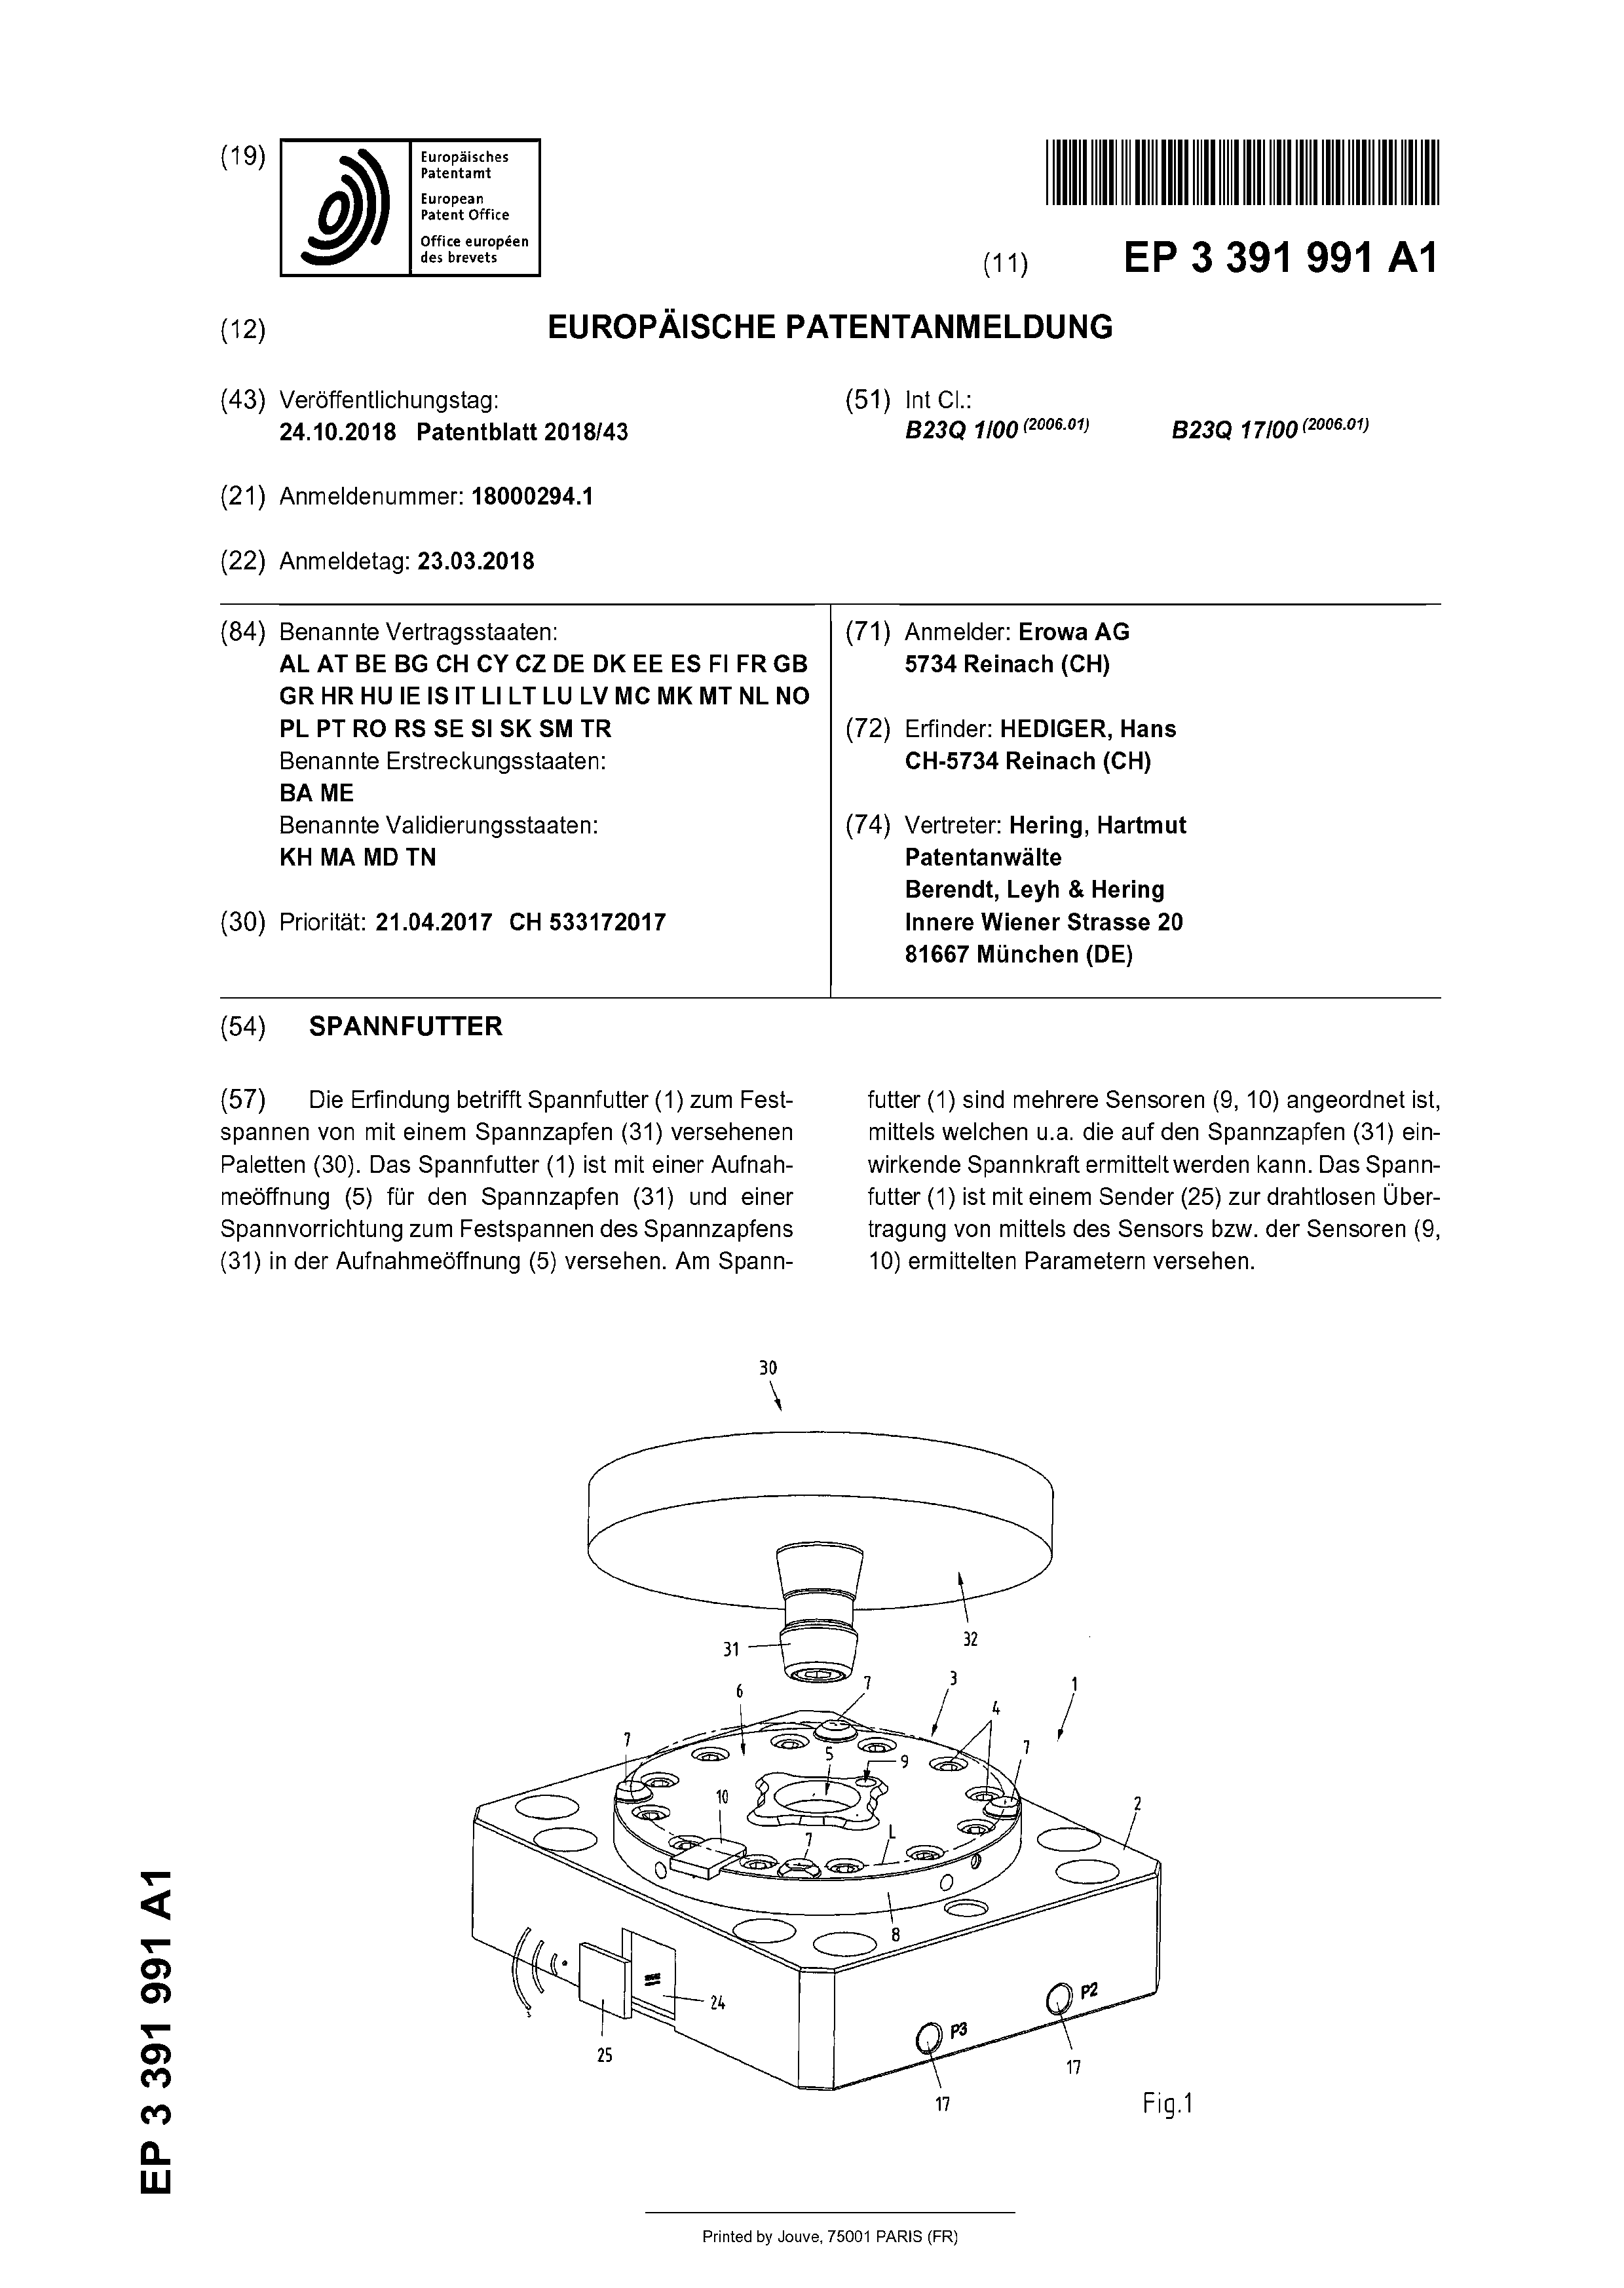 (19)
Europäisches
Patentamt
European
Patent Office
Office européen
des brevets
(11) EP 3 391 991 A1
(12) EUROPÄISCHE PATENTANMELDUNG
(43) Veröffentlichungstag:
24.10.2018 Patentblatt 2018/43
(21) Anmeldenummer: 18000294.1
(22) Anmeldetag: 23.03.2018
(51) Int Cl.:
B23Q 1/00 (2006.01) B23Q 17/00 (2006.01)
(84) Benannte Vertragsstaaten:
AL AT BE BG CH CY CZ DE DK EE ES FI FR GB
GR HR HU IE IS IT LI LT LU LV MC MK MT NL NO
PL PT RO RS SE SI SK SM TR
Benannte Erstreckungsstaaten:
BA ME
Benannte Validierungsstaaten:
KH MA MD TN
(30) Priorität: 21.04.2017 CH 533172017
(71) Anmelder: Erowa AG
5734 Reinach (CH)
(72) Erfinder: HEDIGER, Hans
CH-5734 Reinach (CH)
(74) Vertreter: Hering, Hartmut
Patentanwälte
Berendt, Leyh & Hering
Innere Wiener Strasse 20
81667 München (DE)
(54) SPANNFUTTER
(57) Die Erfindung betrifft Spannfutter (1) zum Fest-
spannen von mit einem Spannzapfen (31) versehenen
Paletten (30). Das Spannfutter (1) ist mit einer Aufnah-
meöffnung (5) für den Spannzapfen (31) und einer
Spannvorrichtung zum Festspannen des Spannzapfens
(31) in der Aufnahmeöffnung (5) versehen. Am Spann-
futter (1) sind mehrere Sensoren (9, 10) angeordnet ist,
mittels welchen u.a. die auf den Spannzapfen (31) ein-
wirkende Spannkraft ermittelt werden kann. Das Spann-
futter (1) ist mit einem Sender (25) zur drahtlosen Über-
tragung von mittels des Sensors bzw. der Sensoren (9,
10) ermittelten Parametern versehen.
30
32
31
7
3
1
6
4
7
7
5
9
10
2
7
L
8
24
25
P2
P3
17
17
Fig.1
EP 3 391 991 A1
Printed by Jouve, 75001 PARIS (FR)